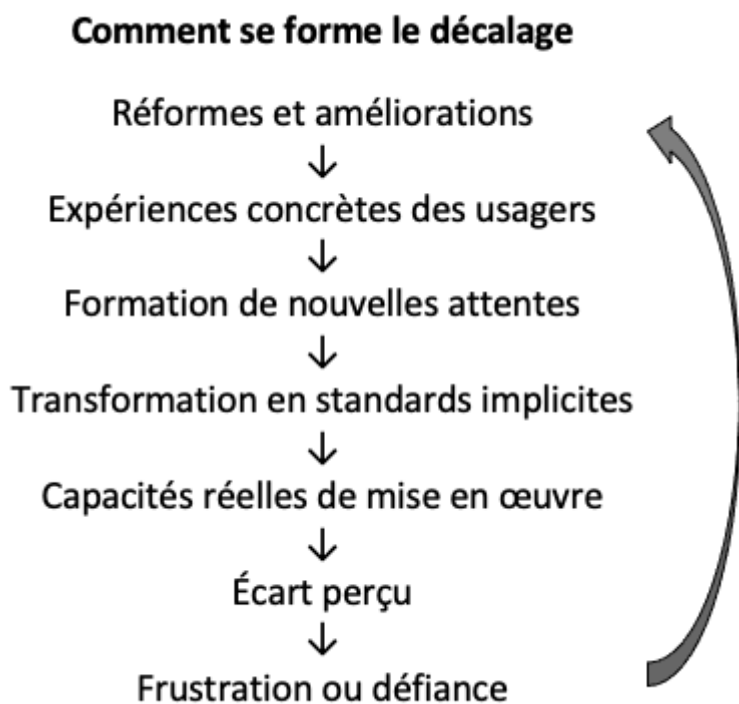 Comment se forme le décalage
Réformes et améliorations
↓
Expériences concrètes des usagers
↓
Formation de nouvelles attentes
↓
Transformation en standards implicites
↓
Capacités réelles de mise en œuvre
↓
Écart perçu
↓
Frustration ou défiance